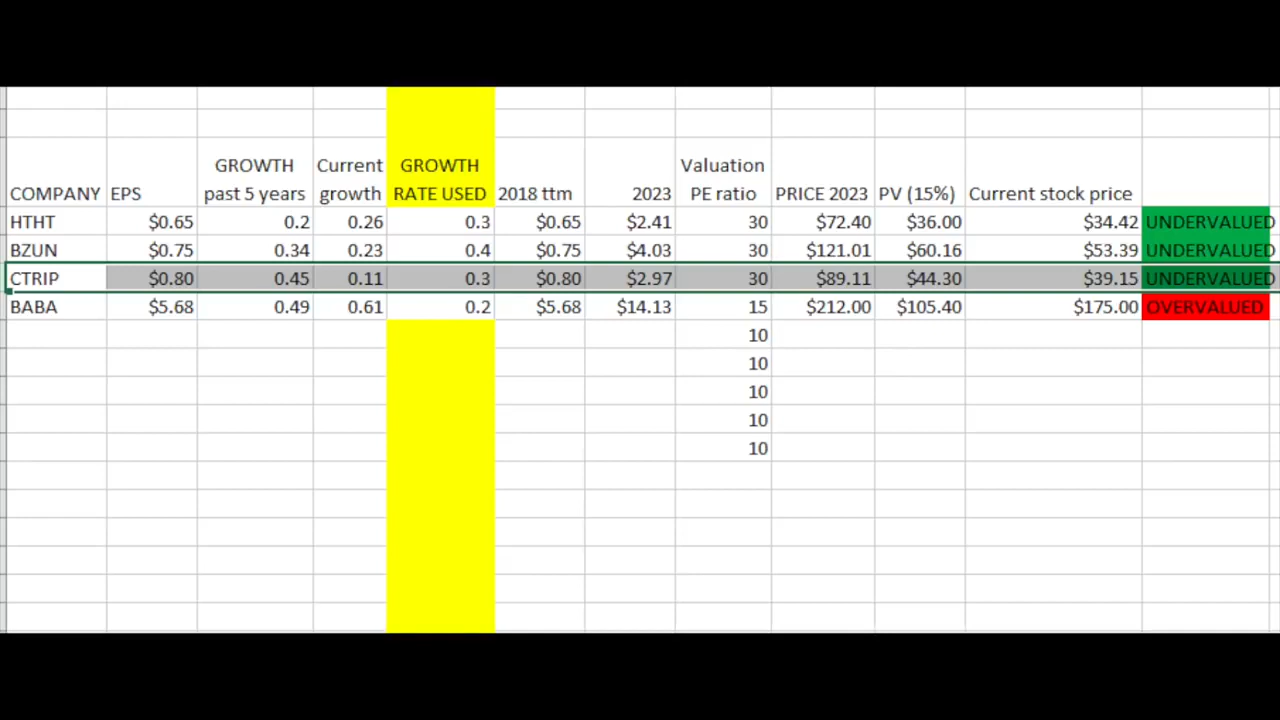 GROWTH Current GROWTH Valuation
COMPANY EPS past 5 years growth RATE USED 2018 ttm 2023 PE ratio PRICE 2023 PV (15%) Current stock price
HTHT $0.65 0.2 0.26 0.3 $0.65 $2.41 30 $72.40 $36.00 $34.42 UNDERVALUED
BZUN $0.75 0.34 0.23 0.4 $0.75 $4.03 30 $121.01 $60.16 $53.39 UNDERVALUED
CTRIP $0.80 0.45 0.11 0.3 $0.80 $2.97 30 $89.11 $44.30 $39.15 UNDERVALUED
BABA $5.68 0.49 0.61 0.2 $5.68 $14.13 15 $212.00 $105.40 $175.00 OVERVALUED
10
10
10
10
10